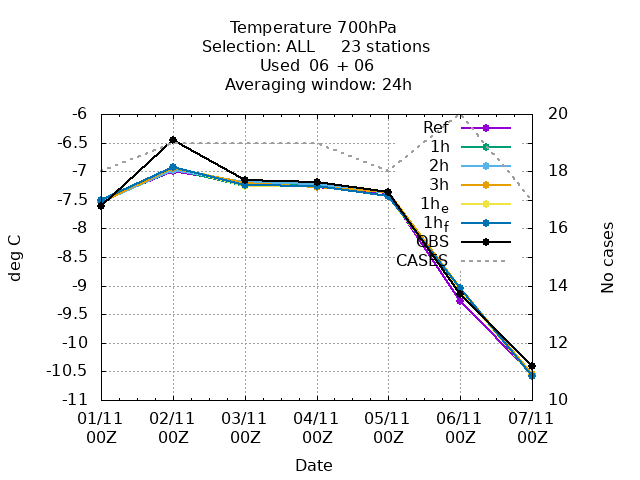 Temperature 700hPa
Selection: ALL 23 stations
Used 06 + 06
Averaging window: 24h
-6
-6.5
-7
-7.5
-8
-8.5
-9
-9.5
-10
-10.5
-11
deg C
20
18
16
14
12
10
No cases
Ref
1h
2h
3h
1he
1hf
OBS
CASES
01/11 02/11 03/11 04/11 05/11 06/11 07/11
00Z 00Z 00Z 00Z 00Z 00Z 00Z
Date